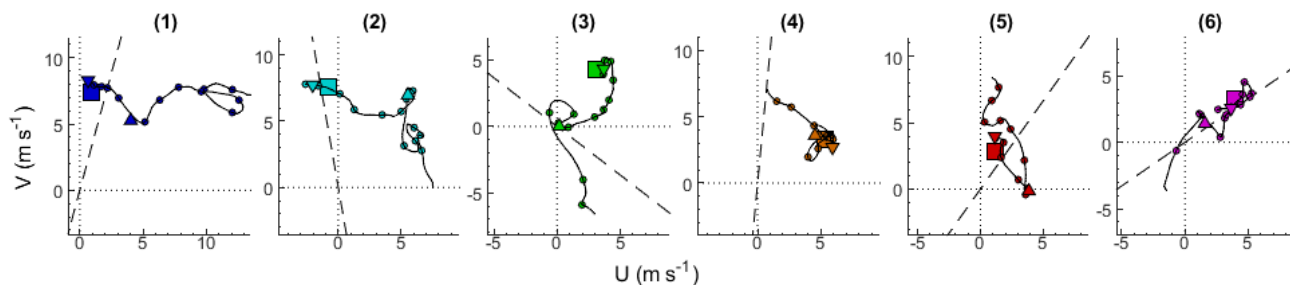 (1) (2) (3) (4) (5) (6)
10 10 5 10 10 5
5 5 0 5 5 0
0 0 -5 0 0 -5
0 5 10 0 5 -5 0 5 0 5 0 5 -5 0 5
V (m s⁻¹)
U (m s⁻¹)